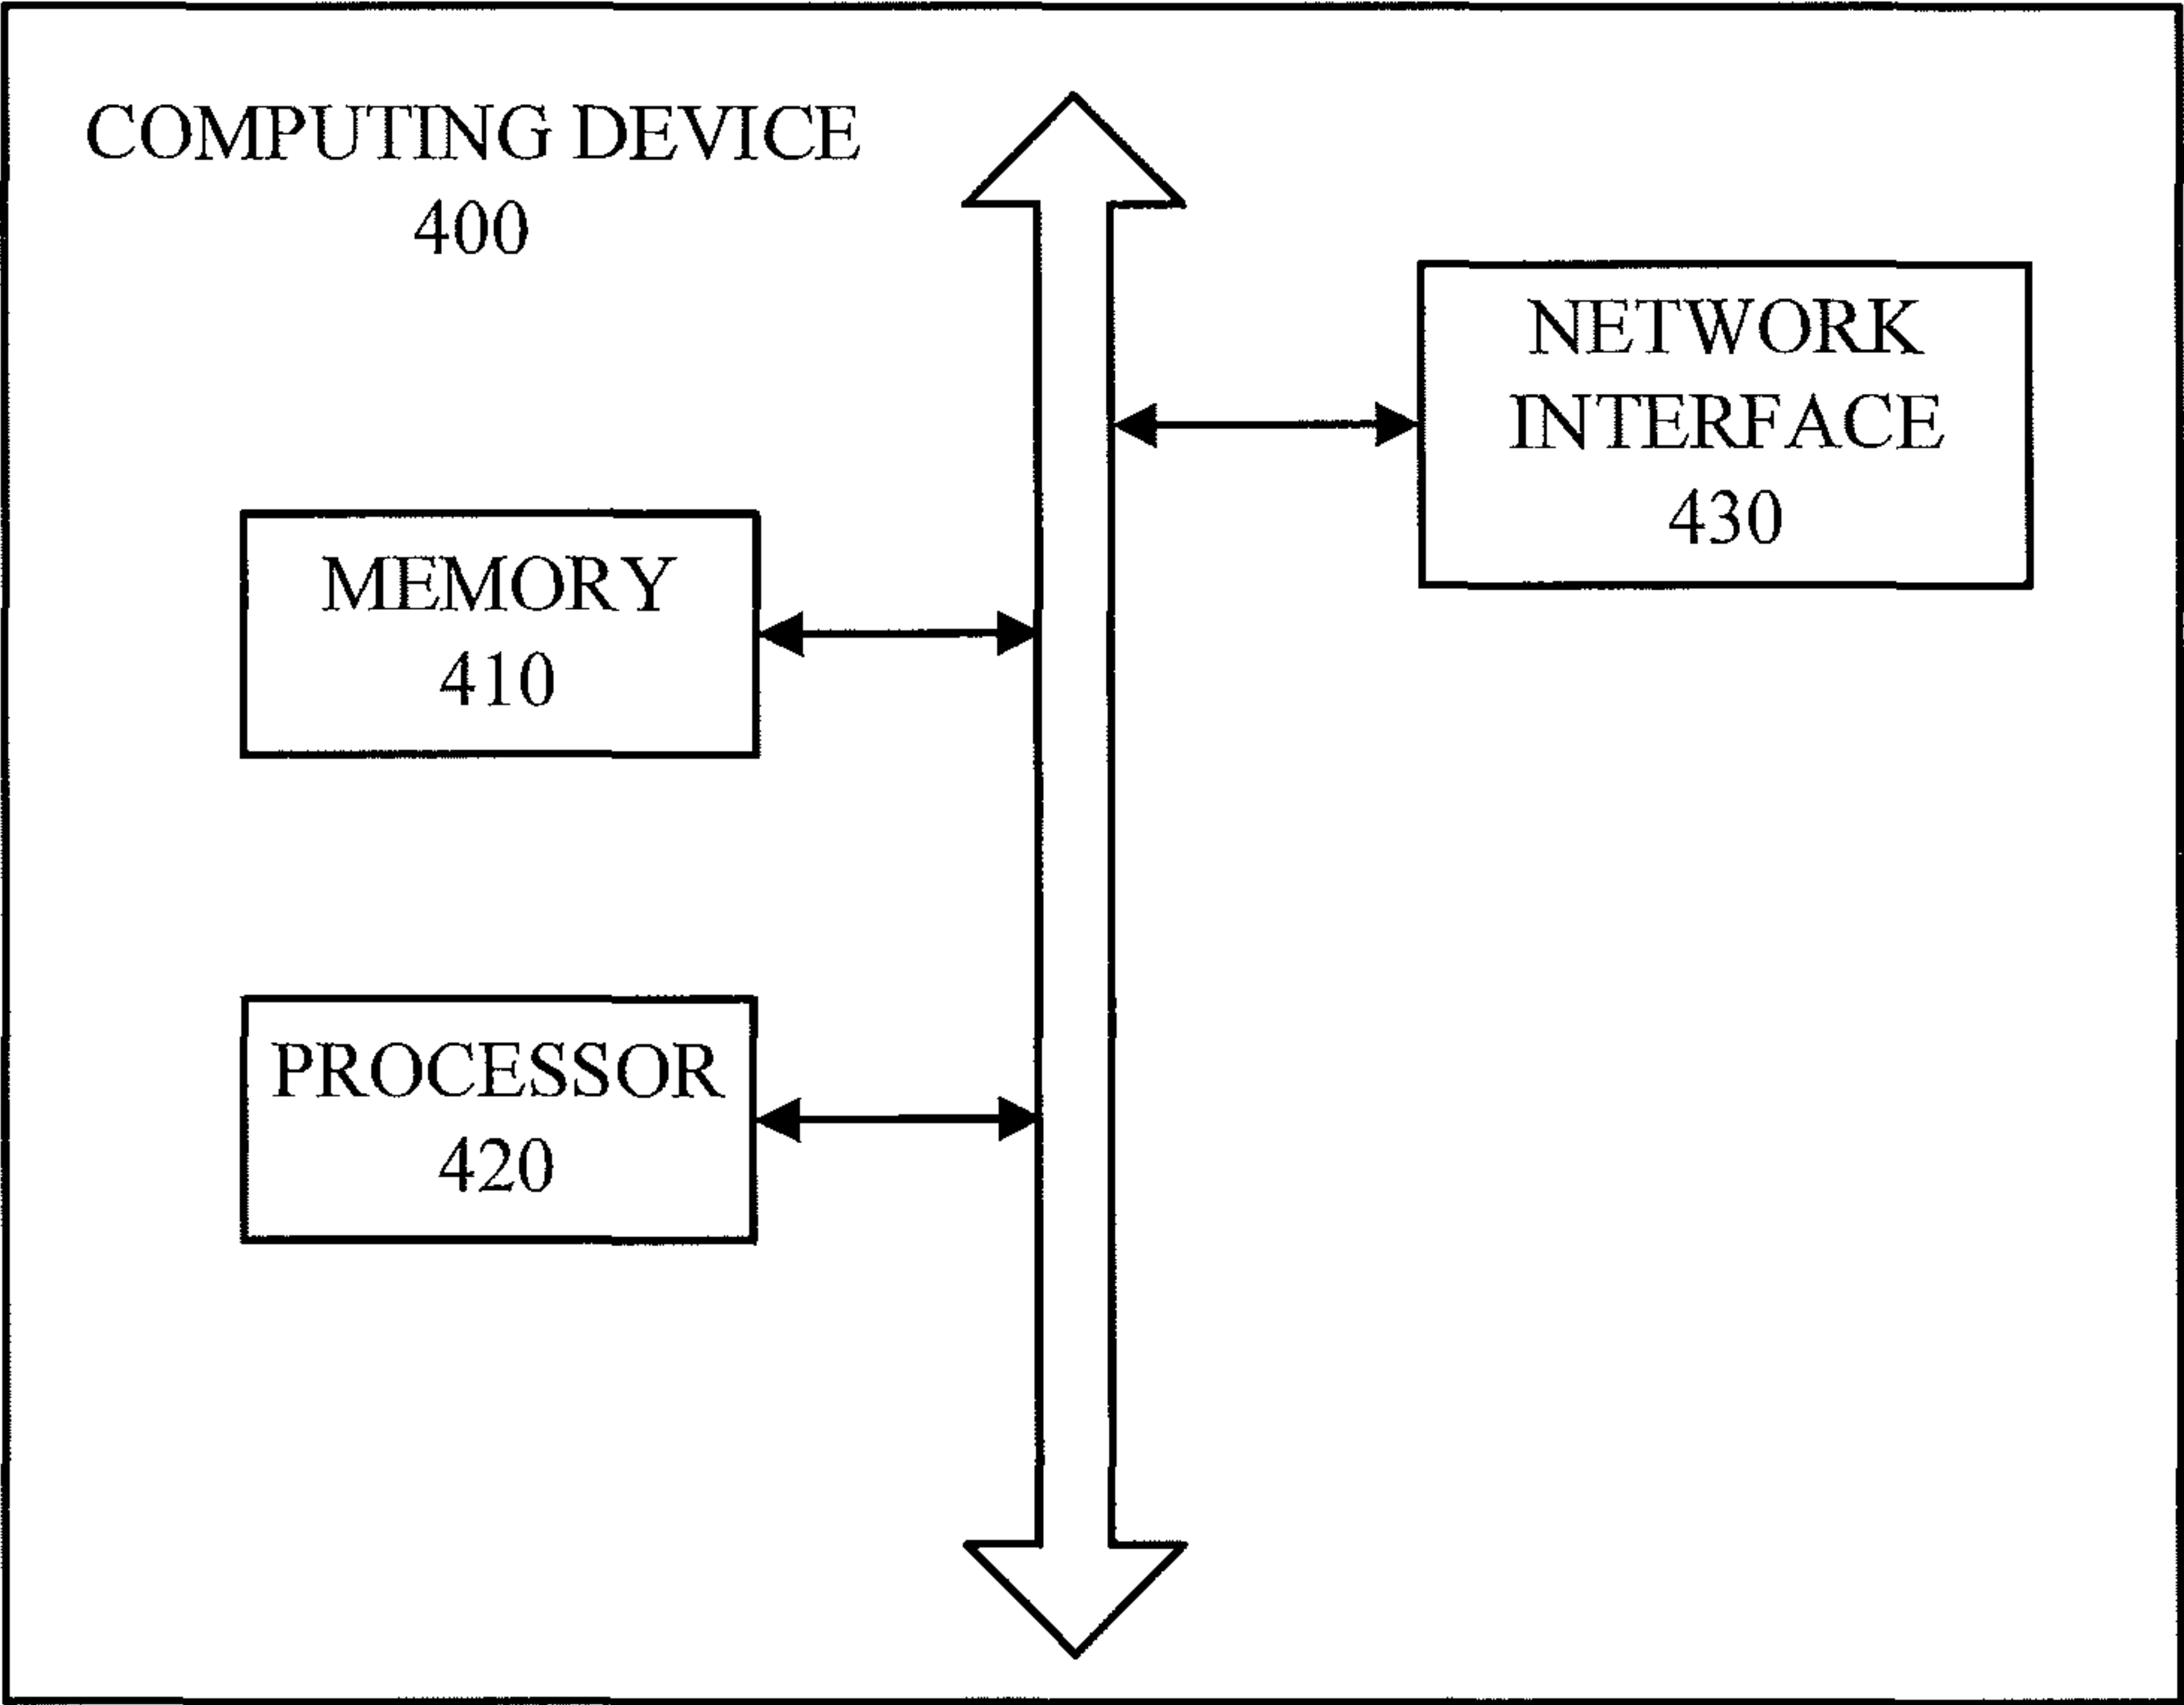 COMPUTING DEVICE
400
NETWORK
INTERFACE
430
MEMORY
410
PROCESSOR
420